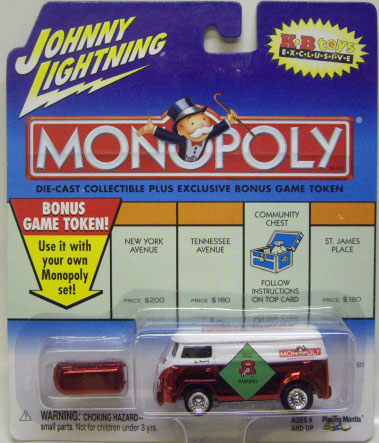 JOHNNY
LIGHTNING
K·B toys
E·X·C·L·U·S·I·V·E
MONOPOLY
DIE-CAST COLLECTIBLE PLUS EXCLUSIVE BONUS GAME TOKEN
BONUS
GAME TOKEN!
Use it with
your own
Monopoly
set!
NEW YORK
AVENUE
PRICE $200
TENNESSEE
AVENUE
PRICE $180
COMMUNITY
CHEST
FOLLOW
INSTRUCTIONS
ON TOP CARD
ST. JAMES
PLACE
PRICE $180
MONOPOLY
PARKING
WARNING: CHOKING HAZARD–
small parts. Not for children under 3 yrs.
AGES 6
AND UP
Playing Mantis